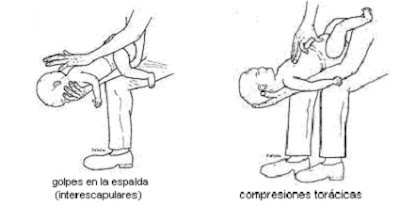 golpes en la espalda
(interescapulares)
compresiones torácicas